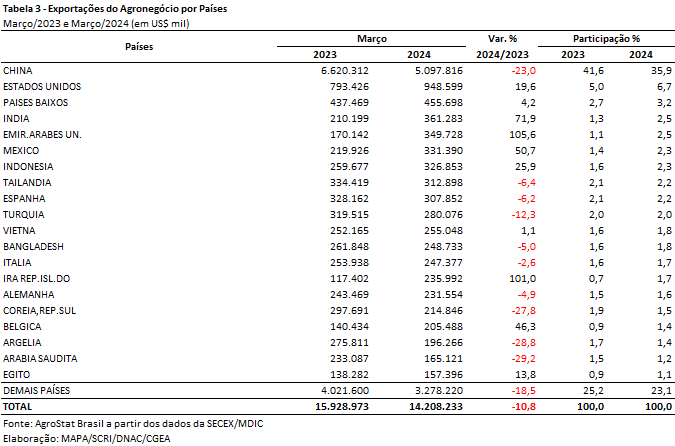 Tabela 3 - Exportações do Agronegócio por Países
Março/2023 e Março/2024 (em US$ mil)
Países Março Var. % Participação %
2023 2024 2024/2023 2023 2024
CHINA 6.620.312 5.097.816 -23,0 41,6 35,9
ESTADOS UNIDOS 793.426 948.599 19,6 5,0 6,7
PAISES BAIXOS 437.469 455.698 4,2 2,7 3,2
INDIA 210.199 361.283 71,9 1,3 2,5
EMIR.ARABES UN. 170.142 349.728 105,6 1,1 2,5
MEXICO 219.926 331.390 50,7 1,4 2,3
INDONESIA 259.677 326.853 25,9 1,6 2,3
TAILANDIA 334.419 312.898 -6,4 2,1 2,2
ESPANHA 328.162 307.852 -6,2 2,1 2,2
TURQUIA 319.515 280.076 -12,3 2,0 2,0
VIETNA 252.165 255.048 1,1 1,6 1,8
BANGLADESH 261.848 248.733 -5,0 1,6 1,8
ITALIA 253.938 247.377 -2,6 1,6 1,7
IRA REP.ISL.DO 117.402 235.992 101,0 0,7 1,7
ALEMANHA 243.469 231.554 -4,9 1,5 1,6
COREIA,REP.SUL 297.691 214.846 -27,8 1,9 1,5
BELGICA 140.434 205.488 46,3 0,9 1,4
ARGELIA 275.811 196.266 -28,8 1,7 1,4
ARABIA SAUDITA 233.087 165.121 -29,2 1,5 1,2
EGITO 138.282 157.396 13,8 0,9 1,1
DEMAIS PAÍSES 4.021.600 3.278.220 -18,5 25,2 23,1
TOTAL 15.928.973 14.208.233 -10,8 100,0 100,0
Fonte: AgroStat Brasil a partir dos dados da SECEX/MDIC
Elaboração: MAPA/SCRI/DNAC/CGEA